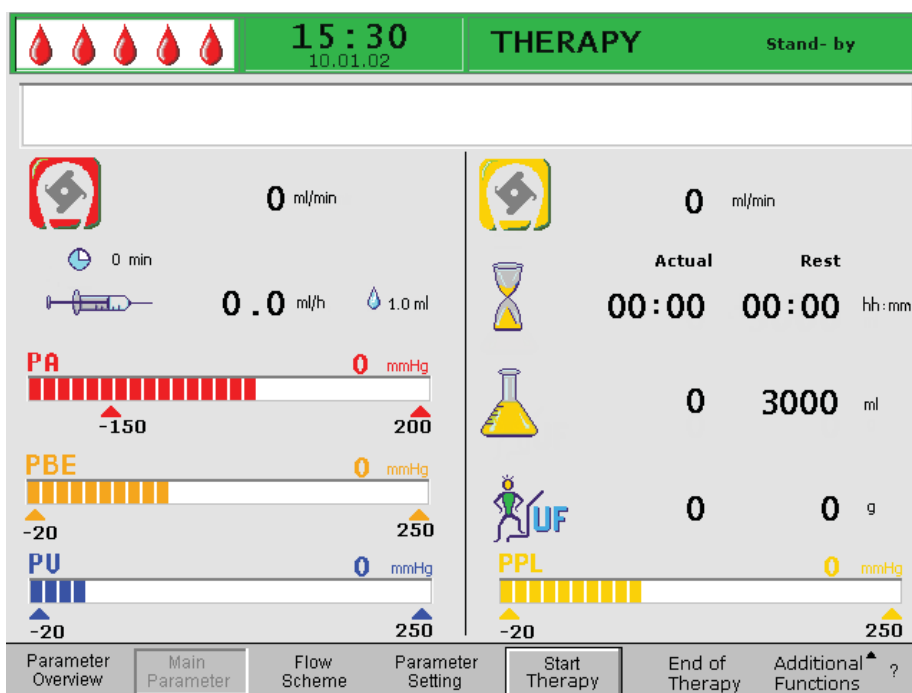 15:30
10.01.02
THERAPY
Stand- by
0 ml/min
0 min
0.0 ml/h
1.0 ml
PA 0 mmHg
-150 200
PBE 0 mmHg
-20 250
PV 0 mmHg
-20 250
0 ml/min
Actual Rest
00:00 00:00 hh:mm
0 3000 ml
UF 0 0 g
PPL 0 mmHg
-20 250
Parameter
Overview
Main
Parameter
Flow
Scheme
Parameter
Setting
Start
Therapy
End of
Therapy
Additional
Functions
?